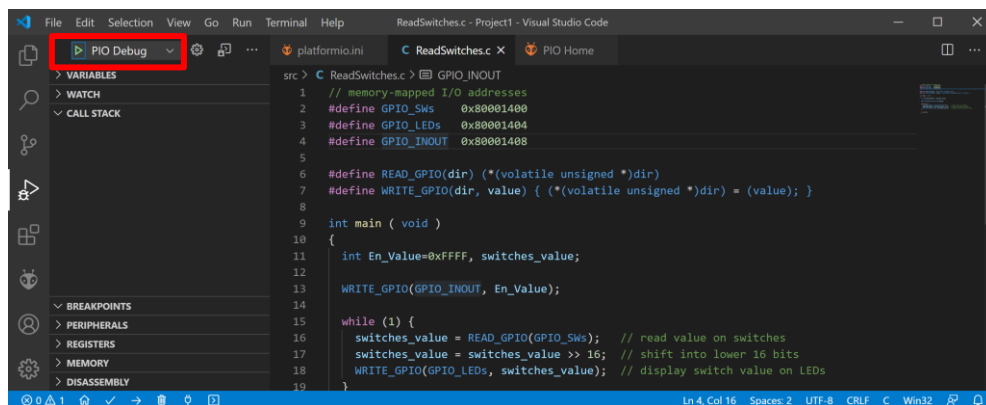 File Edit Selection View Go Run Terminal Help ReadSwitches.c - Project1 - Visual Studio Code
PIO Debug
platformio.ini C ReadSwitches.c PIO Home
VARIABLES
WATCH
CALL STACK
BREAKPOINTS
PERIPHERALS
REGISTERS
MEMORY
DISASSEMBLY
src > C ReadSwitches.c > GPIO_INOUT
1 // memory-mapped I/O addresses
2 #define GPIO_SWs 0x80001400
3 #define GPIO_LEDs 0x80001404
4 #define GPIO_INOUT 0x80001408
5
6 #define READ_GPIO(dir) (*(volatile unsigned *)dir)
7 #define WRITE_GPIO(dir, value) { (*(volatile unsigned *)dir) = (value); }
8
9 int main ( void )
10 {
11 int En_Value=0xFFFF, switches_value;
12
13 WRITE_GPIO(GPIO_INOUT, En_Value);
14
15 while (1) {
16 switches_value = READ_GPIO(GPIO_SWs); // read value on switches
17 switches_value = switches_value >> 16; // shift into lower 16 bits
18 WRITE_GPIO(GPIO_LEDs, switches_value); // display switch value on LEDs
19 }
0 1 Ln 4, Col 16 Spaces: 2 UTF-8 CRLF C Win32